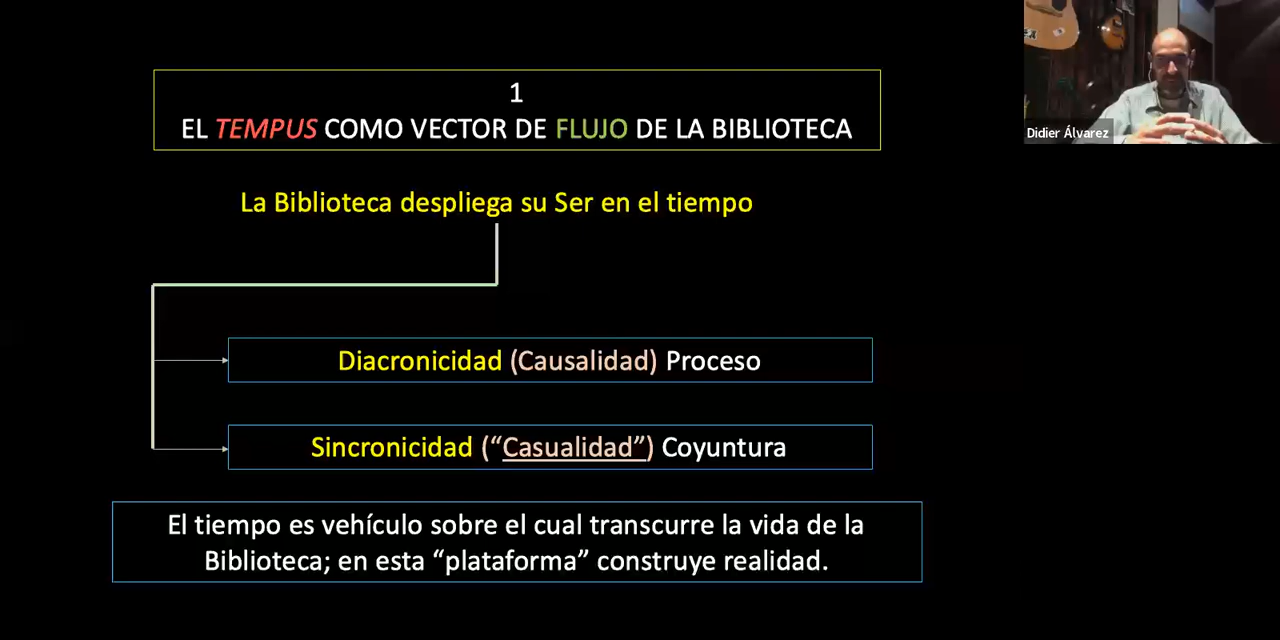 1
EL TEMPUS COMO VECTOR DE FLUJO DE LA BIBLIOTECA
La Biblioteca despliega su Ser en el tiempo
Diacronicidad (Causalidad) Proceso
Sincronicidad (“Casualidad”) Coyuntura
El tiempo es vehículo sobre el cual transcurre la vida de la
Biblioteca; en esta “plataforma” construye realidad.
Didier Álvarez